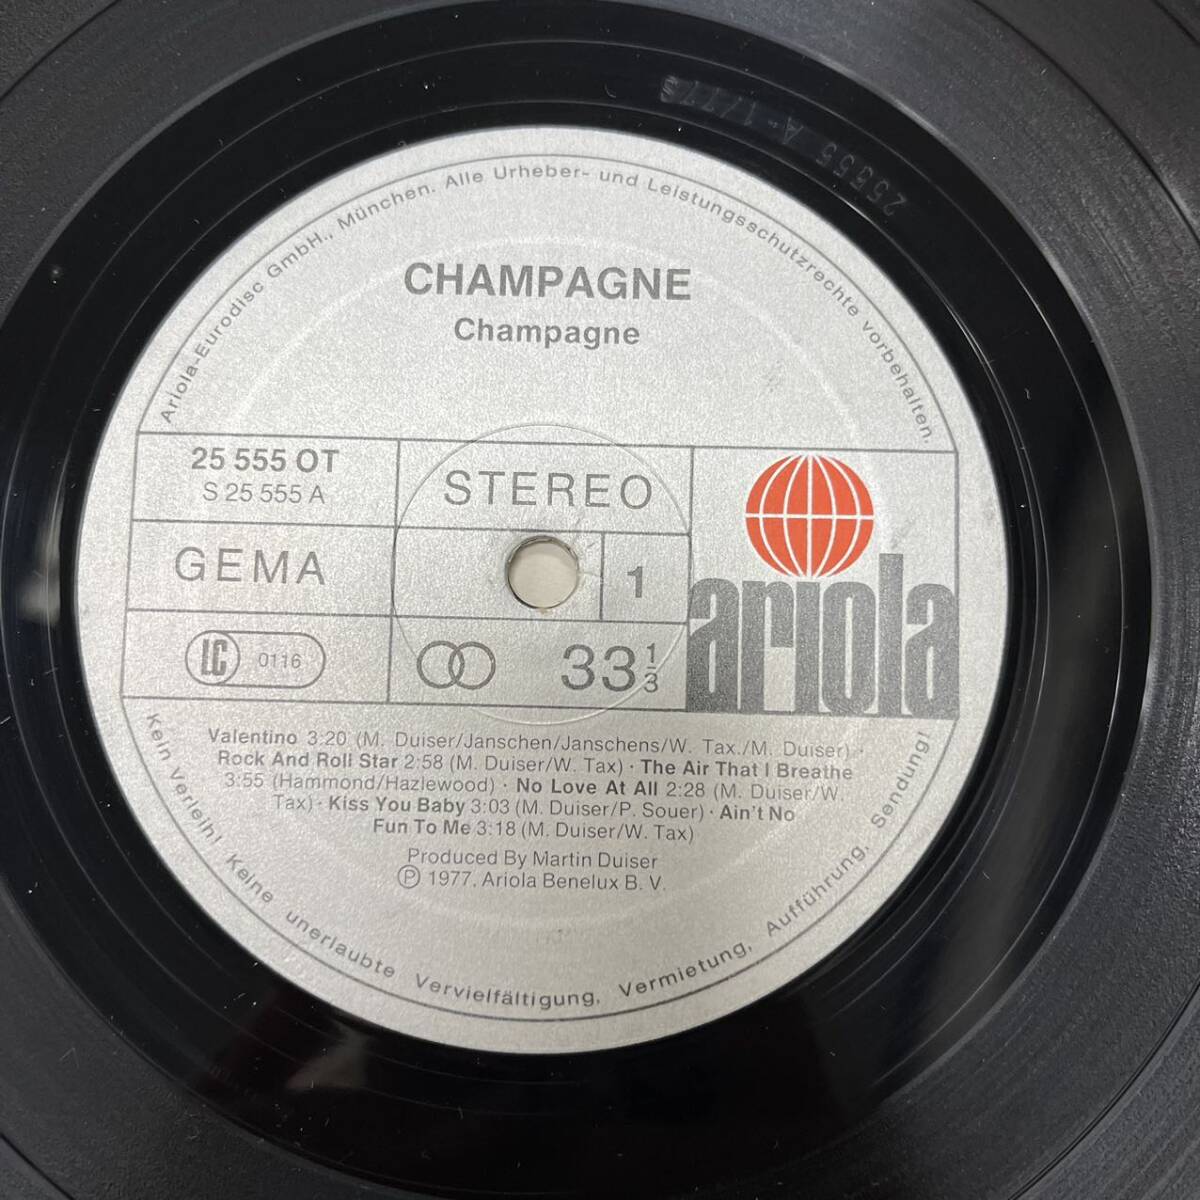 Ariola-Eurodisc GmbH., München. Alle Urheber- und Leistungsschutzrechte vorbehalten.
CHAMPAGNE
Champagne
25 555 OT
S 25 555 A
STEREO
GEMA
1
LC 0116
33 1/3
ariola
Valentino 3:20 (M. Duiser/Janschen/Janschens/W. Tax./M. Duiser) ·
Rock And Roll Star 2:58 (M. Duiser/W. Tax) · The Air That I Breathe
3:55 (Hammond/Hazlewood) · No Love At All 2:28 (M. Duiser/W.
Tax) · Kiss You Baby 3:03 (M. Duiser/P. Souer) · Ain't No
Fun To Me 3:18 (M. Duiser/W. Tax)
Produced By Martin Duiser
Ⓟ 1977. Ariola Benelux B. V.
Kein Verleih! Keine unerlaubte Vervielfältigung, Vermietung, Aufführung, Sendung!